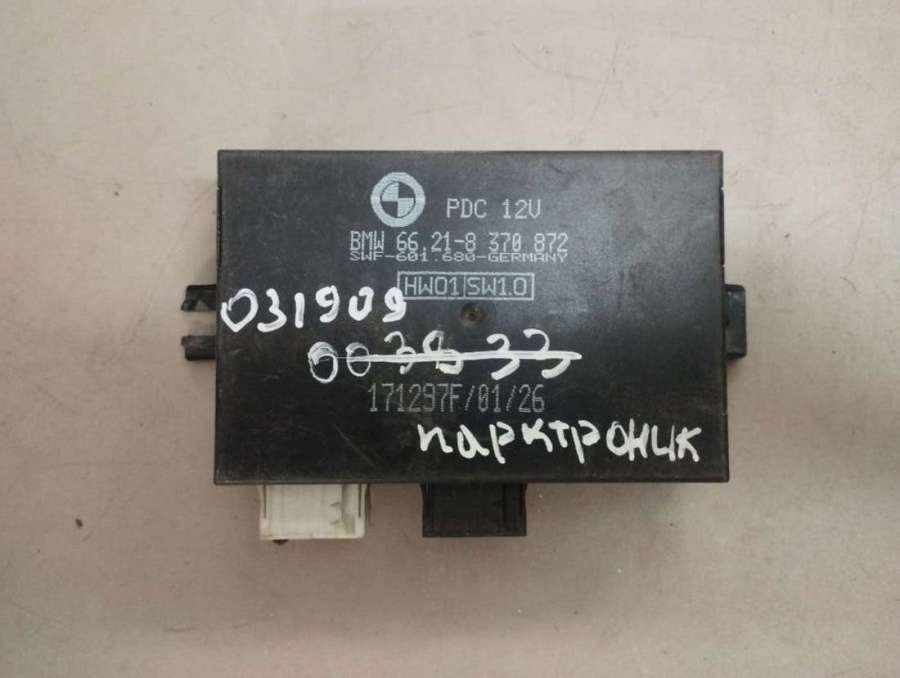 PDC 12V
BMW 66.21-8 370 872
SWF-601.680-GERMANY
HW01 SW1.0
031909
171297F/01/26
парктроник